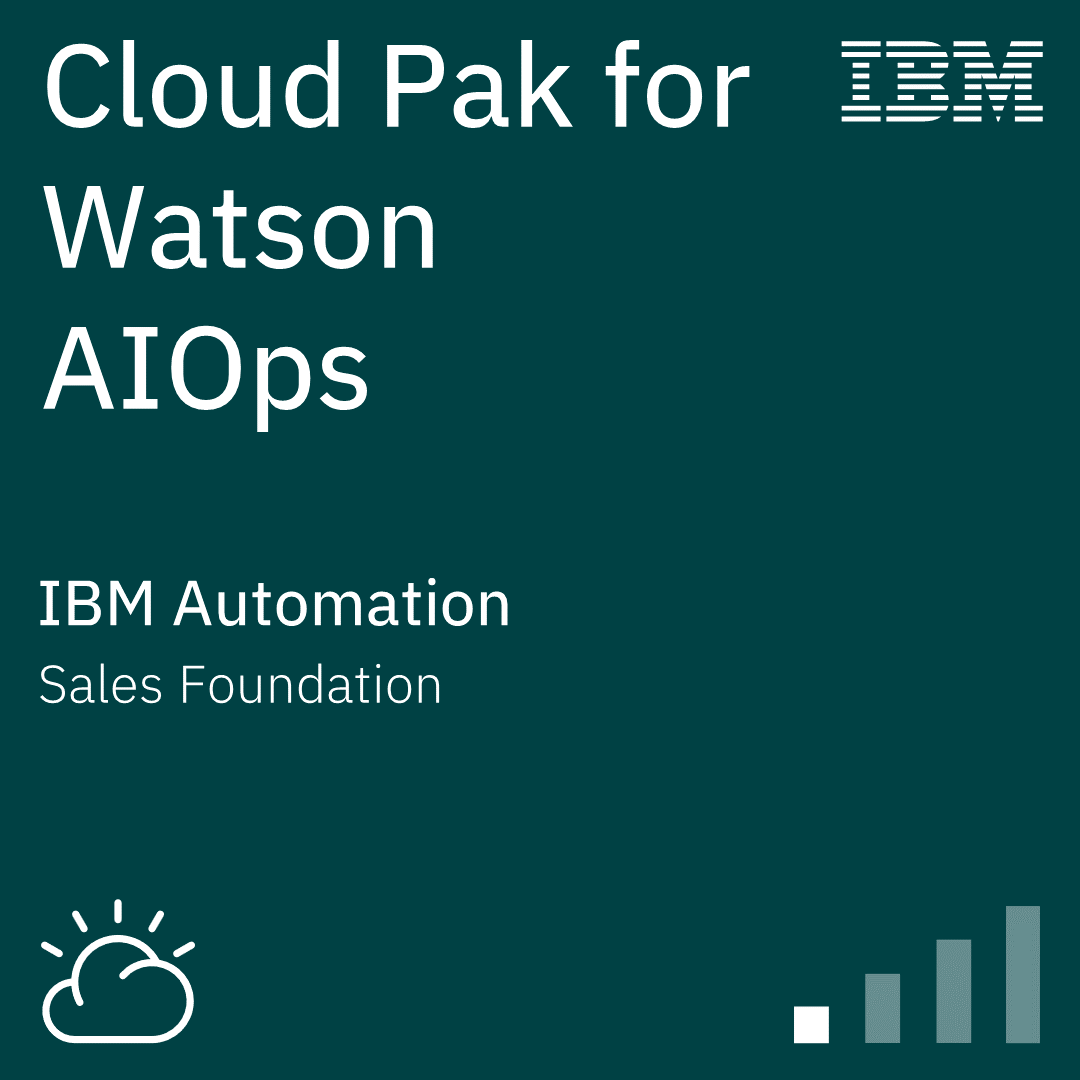 Cloud Pak for
IBM
Watson
AIOps
IBM Automation
Sales Foundation